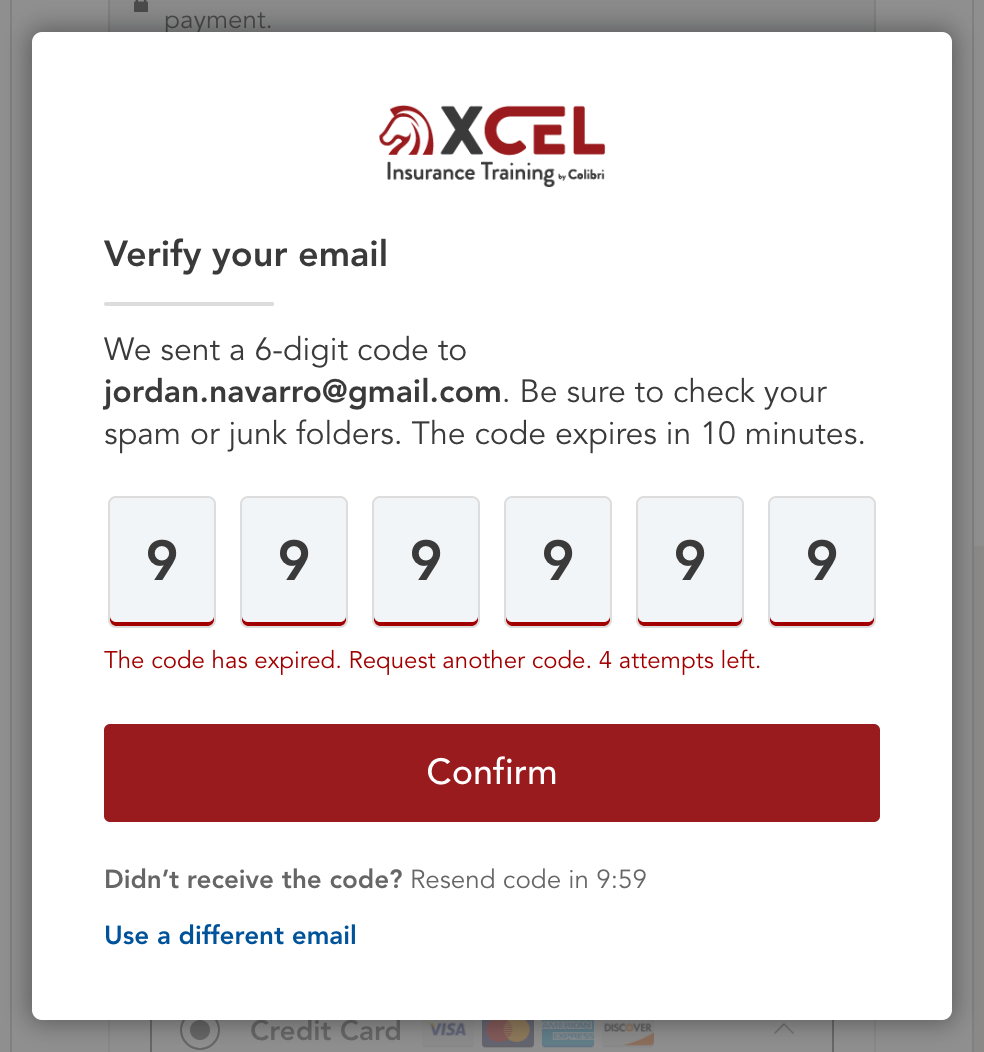 payment.
XCEL
Insurance Training by Colibri
Verify your email
We sent a 6-digit code to
jordan.navarro@gmail.com. Be sure to check your
spam or junk folders. The code expires in 10 minutes.
9 9 9 9 9 9
The code has expired. Request another code. 4 attempts left.
Confirm
Didn’t receive the code? Resend code in 9:59
Use a different email
Credit Card VISA AMERICAN EXPRESS DISCOVER